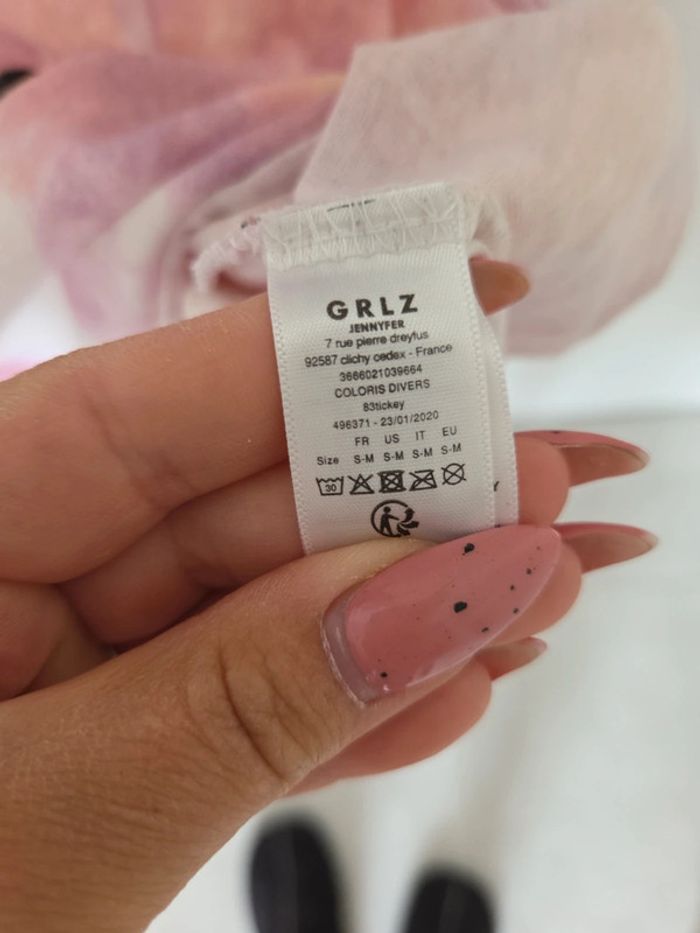 GRLZ
JENNYFER
7 rue pierre dreyfus
92587 clichy cedex - France
3666021039664
COLORIS DIVERS
83tickey
496371 - 23/01/2020
FR US IT EU
Size S-M S-M S-M S-M
30